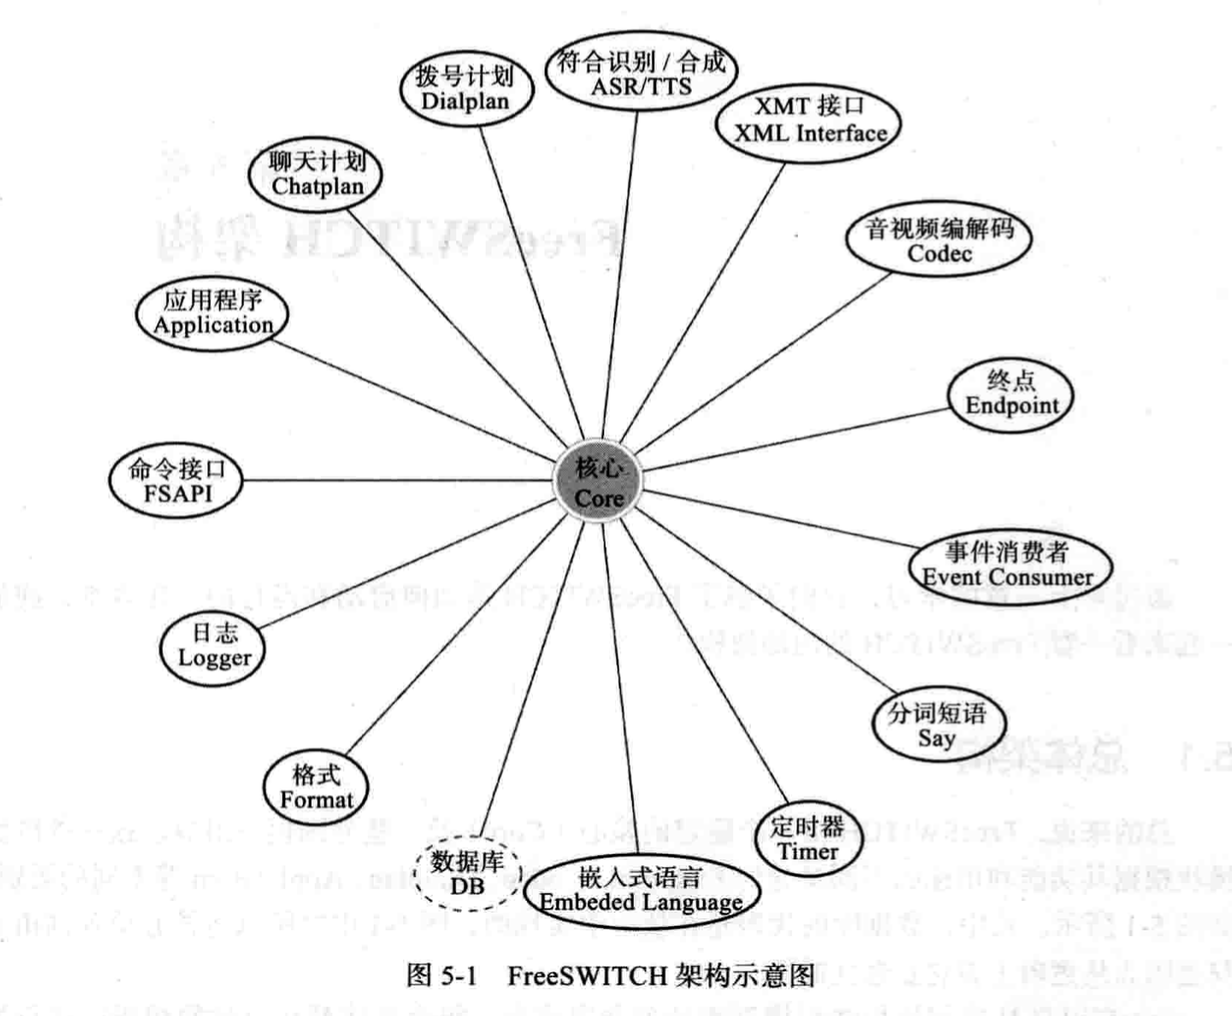 符合识别 / 合成
ASR/TTS
拨号计划
Dialplan
XMT 接口
XML Interface
聊天计划
Chatplan
音视频编解码
Codec
应用程序
Application
终点
Endpoint
核心
Core
命令接口
FSAPI
事件消费者
Event Consumer
日志
Logger
分词短语
Say
格式
Format
定时器
Timer
数据库
DB
嵌入式语言
Embeded Language
图 5-1 FreeSWITCH 架构示意图